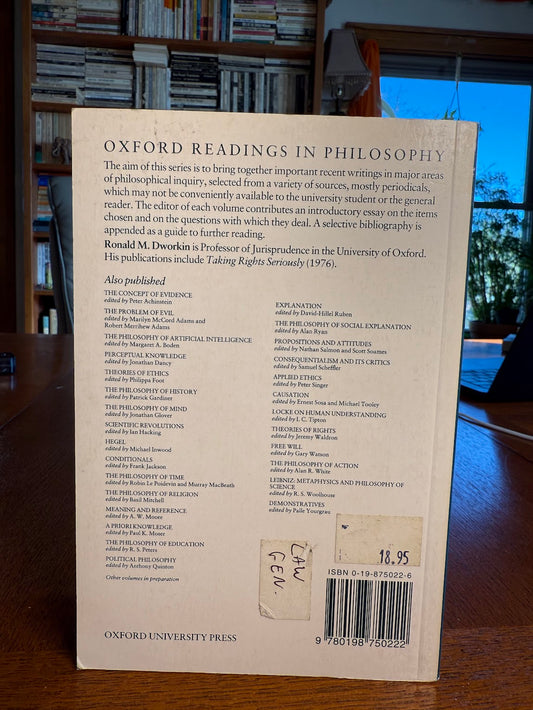 OXFORD READINGS IN PHILOSOPHY
The aim of this series is to bring together important recent writings in major areas
of philosophical inquiry, selected from a variety of sources, mostly periodicals,
which may not be conveniently available to the university student or the general
reader. The editor of each volume contributes an introductory essay on the items
chosen and on the questions with which they deal. A selective bibliography is
appended as a guide to further reading.
Ronald M. Dworkin is Professor of Jurisprudence in the University of Oxford.
His publications include Taking Rights Seriously (1976).
Also published
THE CONCEPT OF EVIDENCE
edited by Peter Achinstein
THE PROBLEM OF EVIL
edited by Marilyn McCord Adams and
Robert Merrihew Adams
THE PHILOSOPHY OF ARTIFICIAL INTELLIGENCE
edited by Margaret A. Boden
PERCEPTUAL KNOWLEDGE
edited by Jonathan Dancy
THEORIES OF ETHICS
edited by Philippa Foot
THE PHILOSOPHY OF HISTORY
edited by Patrick Gardiner
THE PHILOSOPHY OF MIND
edited by Jonathan Glover
SCIENTIFIC REVOLUTIONS
edited by Ian Hacking
HEGEL
edited by Michael Inwood
CONDITIONALS
edited by Frank Jackson
THE PHILOSOPHY OF TIME
edited by Robin Le Poidevin and Murray MacBeath
THE PHILOSOPHY OF RELIGION
edited by Basil Mitchell
MEANING AND REFERENCE
edited by A. W. Moore
A PRIORI KNOWLEDGE
edited by Paul K. Moser
THE PHILOSOPHY OF EDUCATION
edited by R. S. Peters
POLITICAL PHILOSOPHY
edited by Anthony Quinton
Other volumes in preparation
EXPLANATION
edited by David-Hillel Ruben
THE PHILOSOPHY OF SOCIAL EXPLANATION
edited by Alan Ryan
PROPOSITIONS AND ATTITUDES
edited by Nathan Salmon and Scott Soames
CONSEQUENTIALISM AND ITS CRITICS
edited by Samuel Scheffler
APPLIED ETHICS
edited by Peter Singer
CAUSATION
edited by Ernest Sosa and Michael Tooley
LOCKE ON HUMAN UNDERSTANDING
edited by I. C. Tipton
THEORIES OF RIGHTS
edited by Jeremy Waldron
FREE WILL
edited by Gary Watson
THE PHILOSOPHY OF ACTION
edited by Alan R. White
LEIBNIZ: METAPHYSICS AND PHILOSOPHY OF
SCIENCE
edited by R. S. Woolhouse
DEMONSTRATIVES
edited by Palle Yourgrau
LAW
GEN.
18.95
ISBN 0-19-875022-6
9 780198 750222
OXFORD UNIVERSITY PRESS